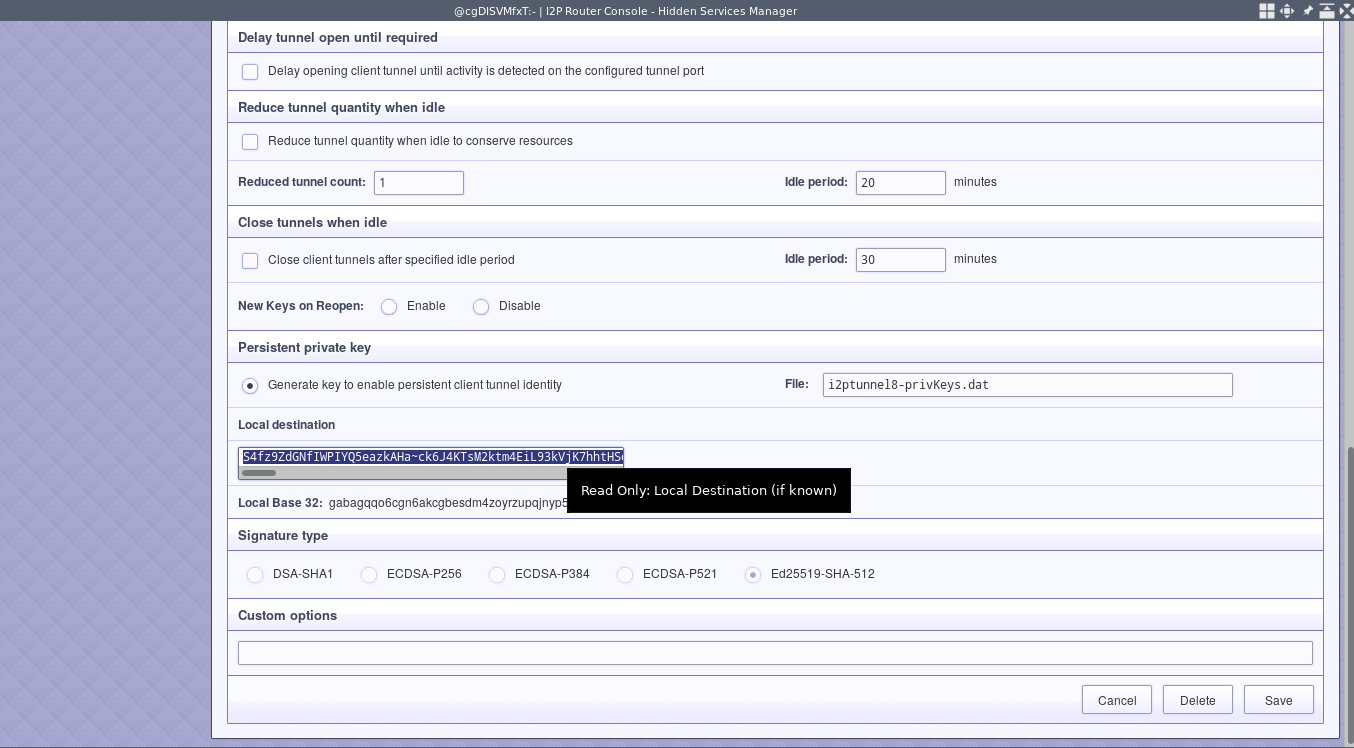 @cgDISVMfxT:- | I2P Router Console - Hidden Services Manager
Delay tunnel open until required
Delay opening client tunnel until activity is detected on the configured tunnel port
Reduce tunnel quantity when idle
Reduce tunnel quantity when idle to conserve resources
Reduced tunnel count: 1 Idle period: 20 minutes
Close tunnels when idle
Close client tunnels after specified idle period Idle period: 30 minutes
New Keys on Reopen: Enable Disable
Persistent private key
Generate key to enable persistent client tunnel identity File: i2ptunnel8-privKeys.dat
Local destination
S4fz9ZdGNfIWPIYQ5eazkAHa~ck6J4KTsM2ktm4EiL93kVjK7hhtHS
Read Only: Local Destination (if known)
Local Base 32: gabagqqo6cgn6akcgbesdm4zoyrzupqjnyp5
Signature type
DSA-SHA1 ECDSA-P256 ECDSA-P384 ECDSA-P521 Ed25519-SHA-512
Custom options
Cancel Delete Save